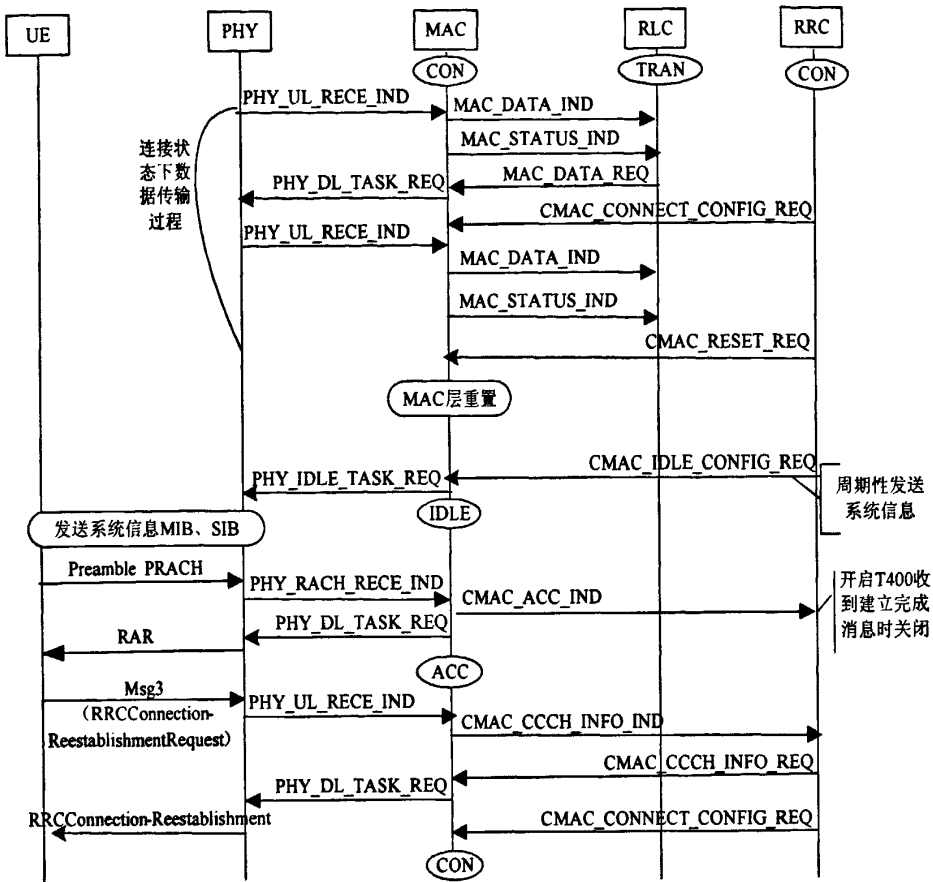 UE
PHY
MAC
RLC
RRC
CON
TRAN
CON
PHY_UL_RECE_IND
MAC_DATA_IND
MAC_STATUS_IND
连接状
态下数
据传输
过程
MAC_DATA_REQ
PHY_DL_TASK_REQ
CMAC_CONNECT_CONFIG_REQ
PHY_UL_RECE_IND
MAC_DATA_IND
MAC_STATUS_IND
CMAC_RESET_REQ
MAC层重置
CMAC_IDLE_CONFIG_REQ
PHY_IDLE_TASK_REQ
周期性发送
系统信息
IDLE
发送系统信息MIB、SIB
Preamble PRACH
PHY_RACH_RECE_IND
CMAC_ACC_IND
开启T400收
到建立完成
消息时关闭
PHY_DL_TASK_REQ
RAR
ACC
Msg3
（RRCConnection-
ReestablishmentRequest）
PHY_UL_RECE_IND
CMAC_CCCH_INFO_IND
CMAC_CCCH_INFO_REQ
PHY_DL_TASK_REQ
RRCConnection-Reestablishment
CMAC_CONNECT_CONFIG_REQ
CON